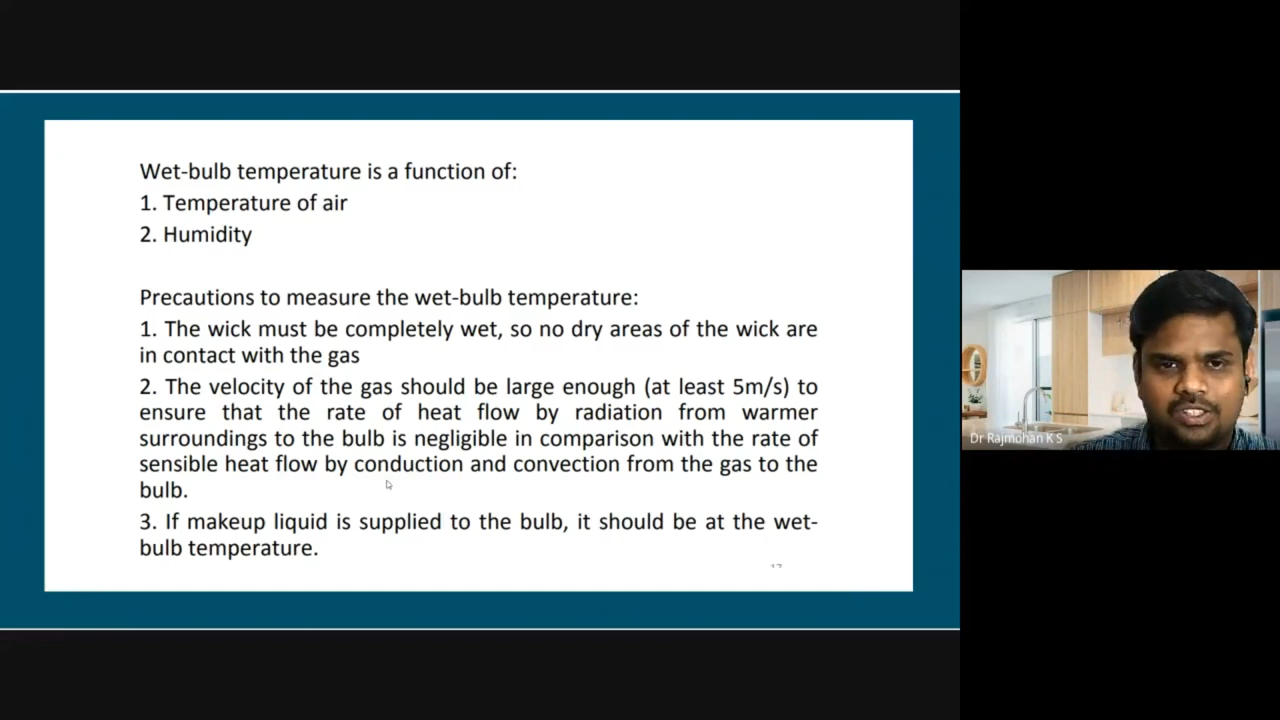 Wet-bulb temperature is a function of:
1. Temperature of air
2. Humidity
Precautions to measure the wet-bulb temperature:
1. The wick must be completely wet, so no dry areas of the wick are
in contact with the gas
2. The velocity of the gas should be large enough (at least 5m/s) to
ensure that the rate of heat flow by radiation from warmer
surroundings to the bulb is negligible in comparison with the rate of
sensible heat flow by conduction and convection from the gas to the
bulb.
3. If makeup liquid is supplied to the bulb, it should be at the wet-
bulb temperature.
Dr Rajmohan K S